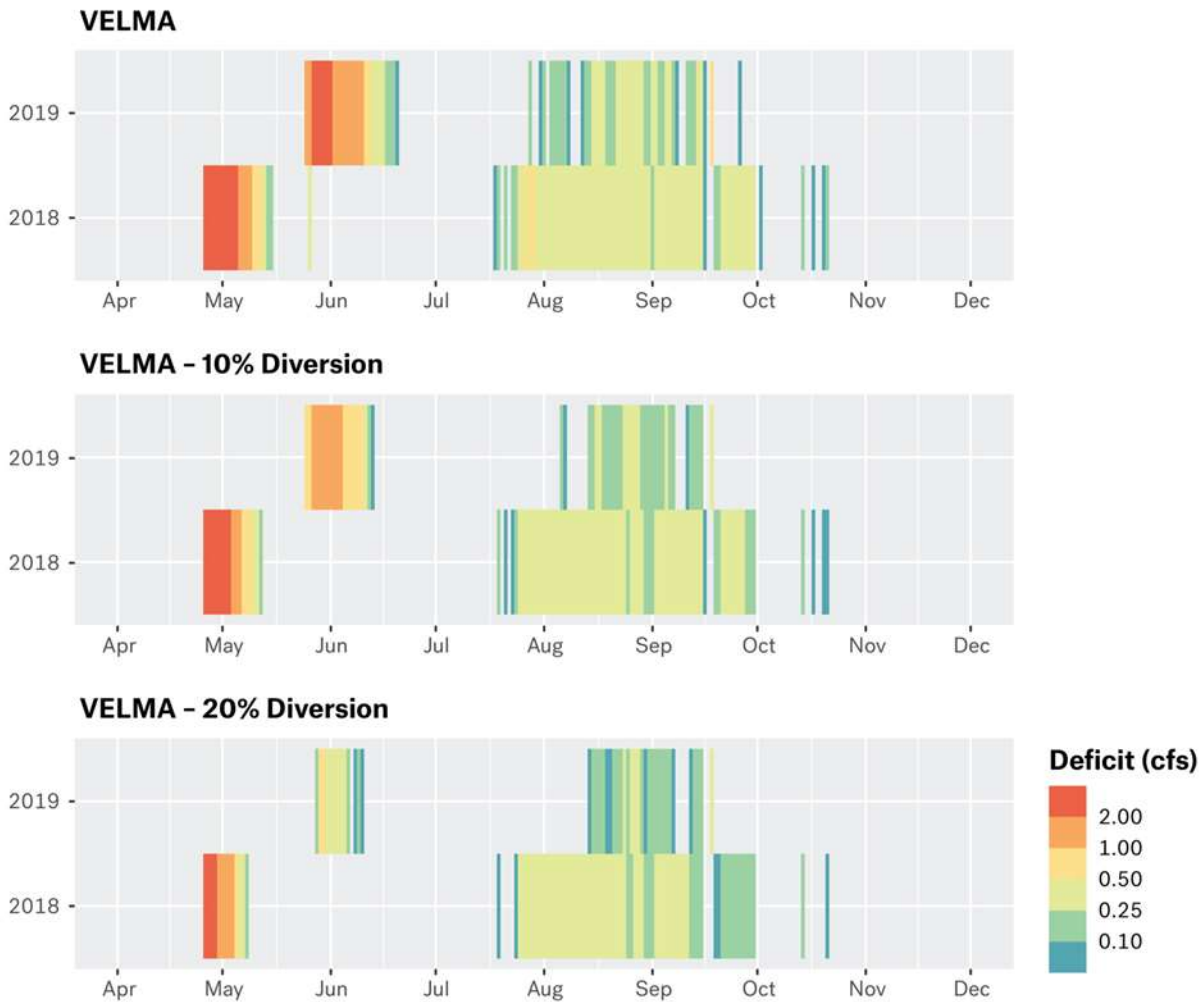 VELMA
2019
2018
Apr May Jun Jul Aug Sep Oct Nov Dec
VELMA – 10% Diversion
2019
2018
Apr May Jun Jul Aug Sep Oct Nov Dec
VELMA – 20% Diversion
2019
2018
Apr May Jun Jul Aug Sep Oct Nov Dec
Deficit (cfs)
2.00
1.00
0.50
0.25
0.10